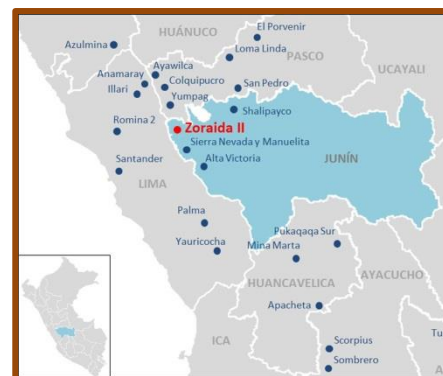 HUÁNUCO
El Porvenir
Azulmina
Loma Linda
PASCO
UCAYALI
Ayawilca
Anamaray
Colquipucro
San Pedro
Illari
Yumpag
Shalipayco
Romina 2
Zoraida II
Sierra Nevada y Manuelita
JUNÍN
Santander
Alta Victoria
LIMA
Palma
Pukaqaqa Sur
Yauricocha
Mina Marta
AYACUCHO
HUANCAVELICA
Apacheta
ICA
Scorpius
Tu
Sombrero
A